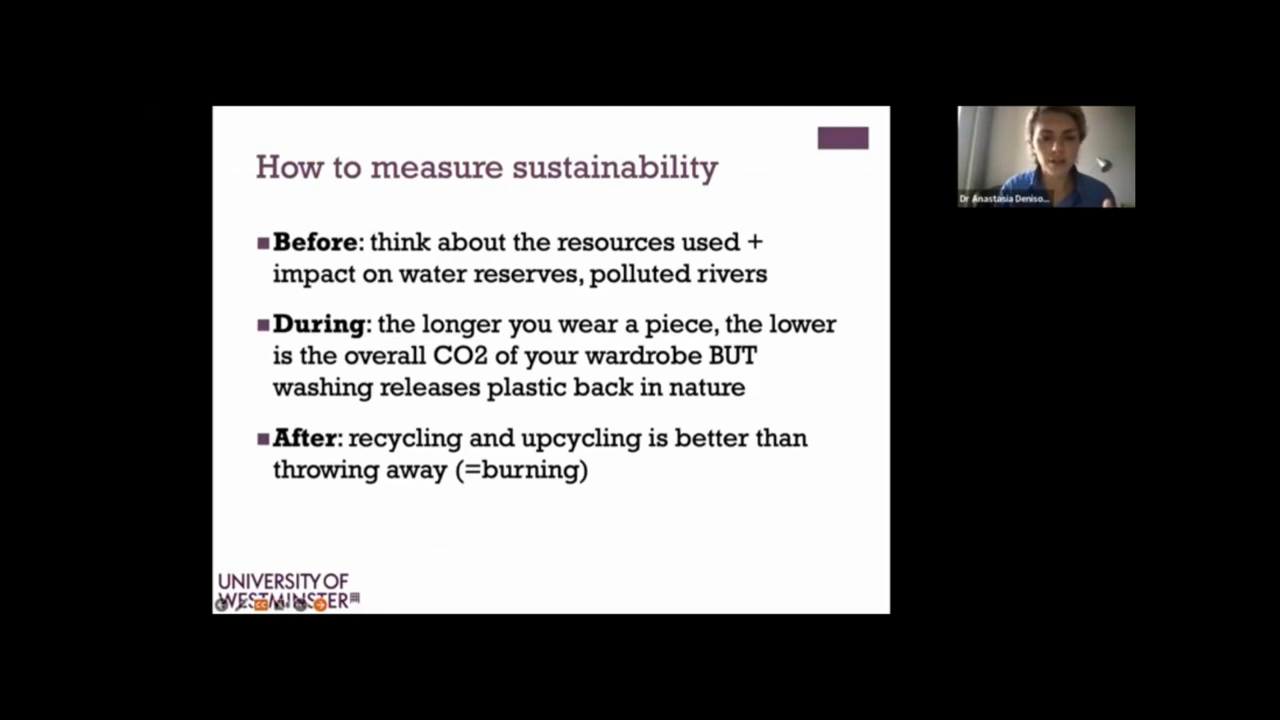 How to measure sustainability
Before: think about the resources used +
impact on water reserves, polluted rivers
During: the longer you wear a piece, the lower
is the overall CO2 of your wardrobe BUT
washing releases plastic back in nature
After: recycling and upcycling is better than
throwing away (=burning)
UNIVERSITY OF
WESTMINSTER
CC
Dr Anastasia Deniso...